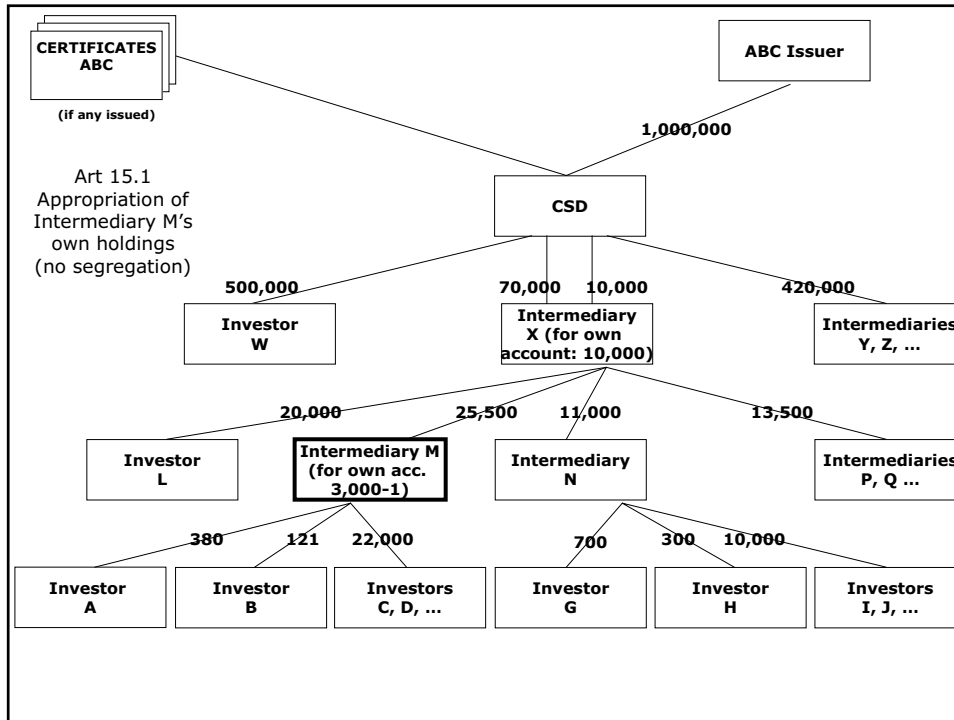 CERTIFICATES
ABC
(if any issued)
ABC Issuer
1,000,000
Art 15.1
Appropriation of
Intermediary M’s
own holdings
(no segregation)
CSD
500,000
70,000
10,000
420,000
Investor
W
Intermediary
X (for own
account: 10,000)
Intermediaries
Y, Z, ...
20,000
25,500
11,000
13,500
Investor
L
Intermediary M
(for own acc.
3,000-1)
Intermediary
N
Intermediaries
P, Q ...
380
121
22,000
700
300
10,000
Investor
A
Investor
B
Investors
C, D, ...
Investor
G
Investor
H
Investors
I, J, ...